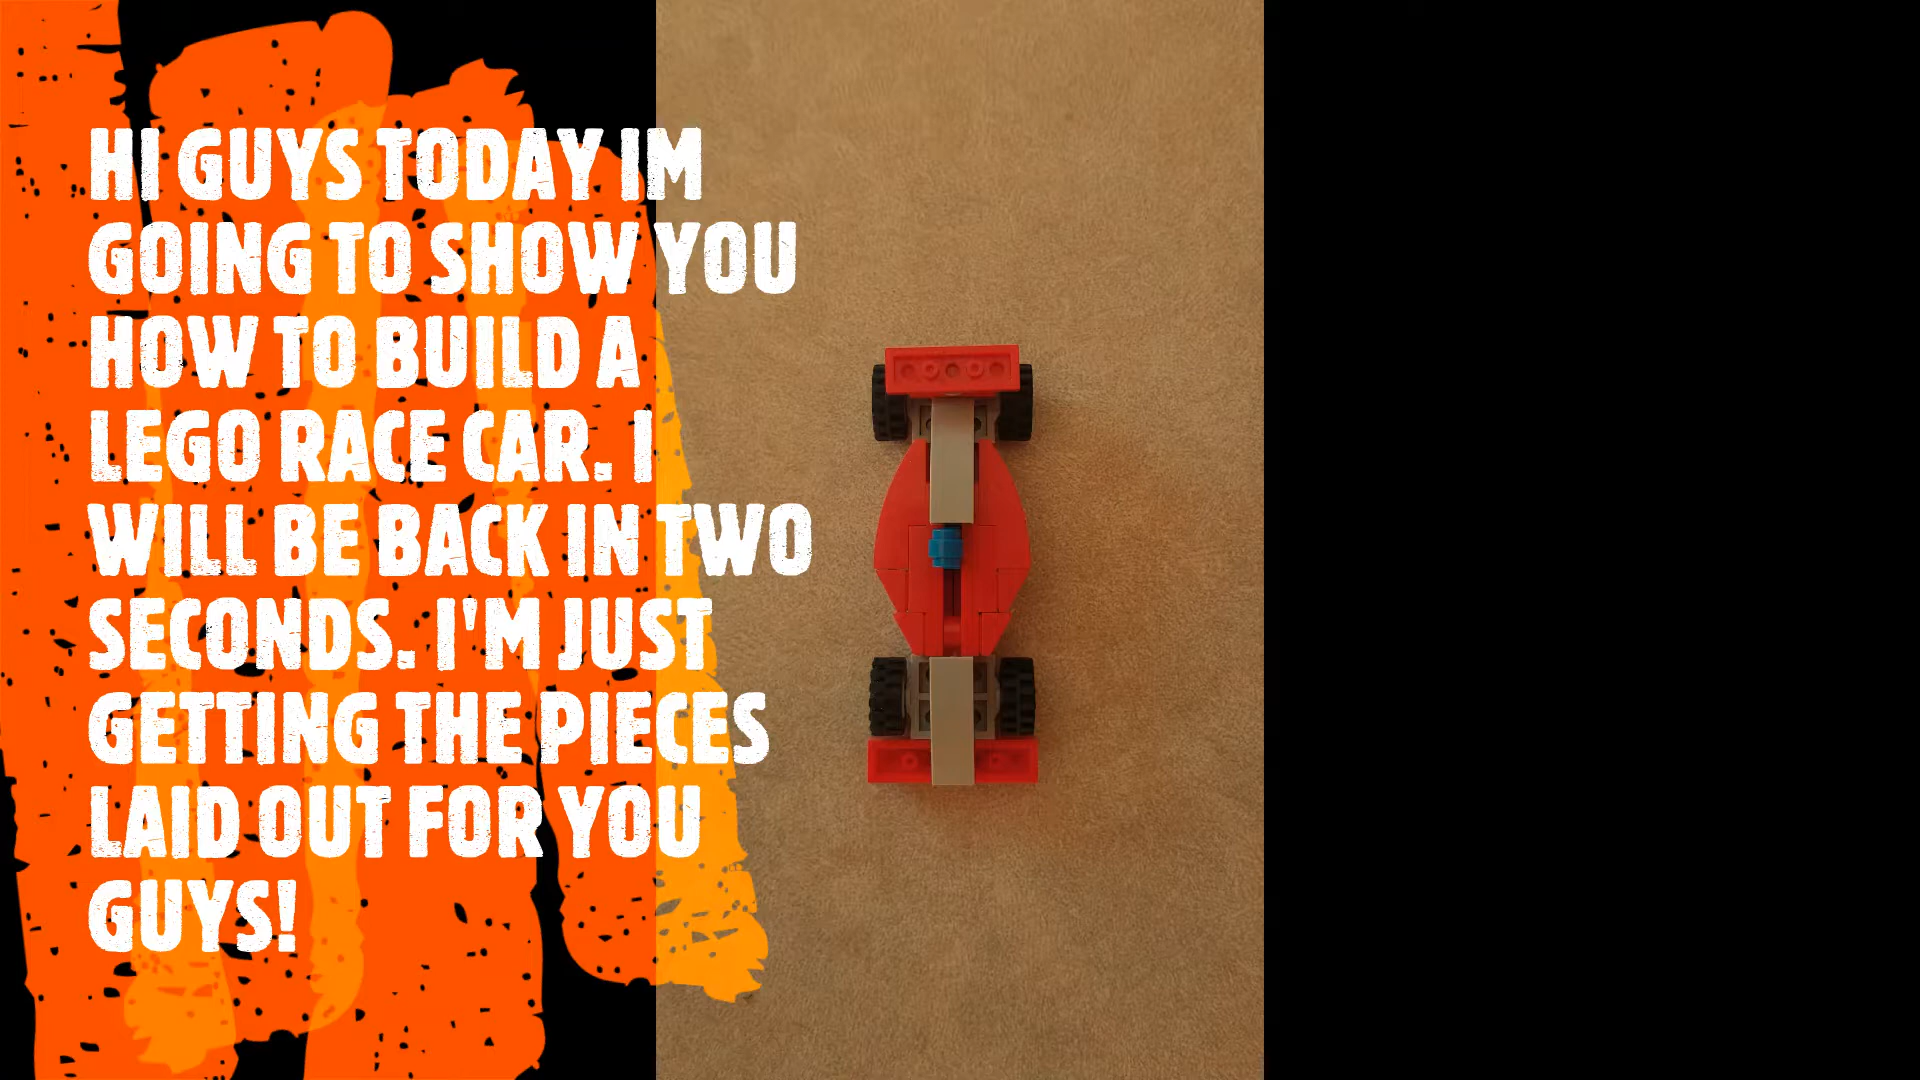 HI GUYS TODAY IM
GOING TO SHOW YOU
HOW TO BUILD A
LEGO RACE CAR. I
WILL BE BACK IN TWO
SECONDS. I'M JUST
GETTING THE PIECES
LAID OUT FOR YOU
GUYS!